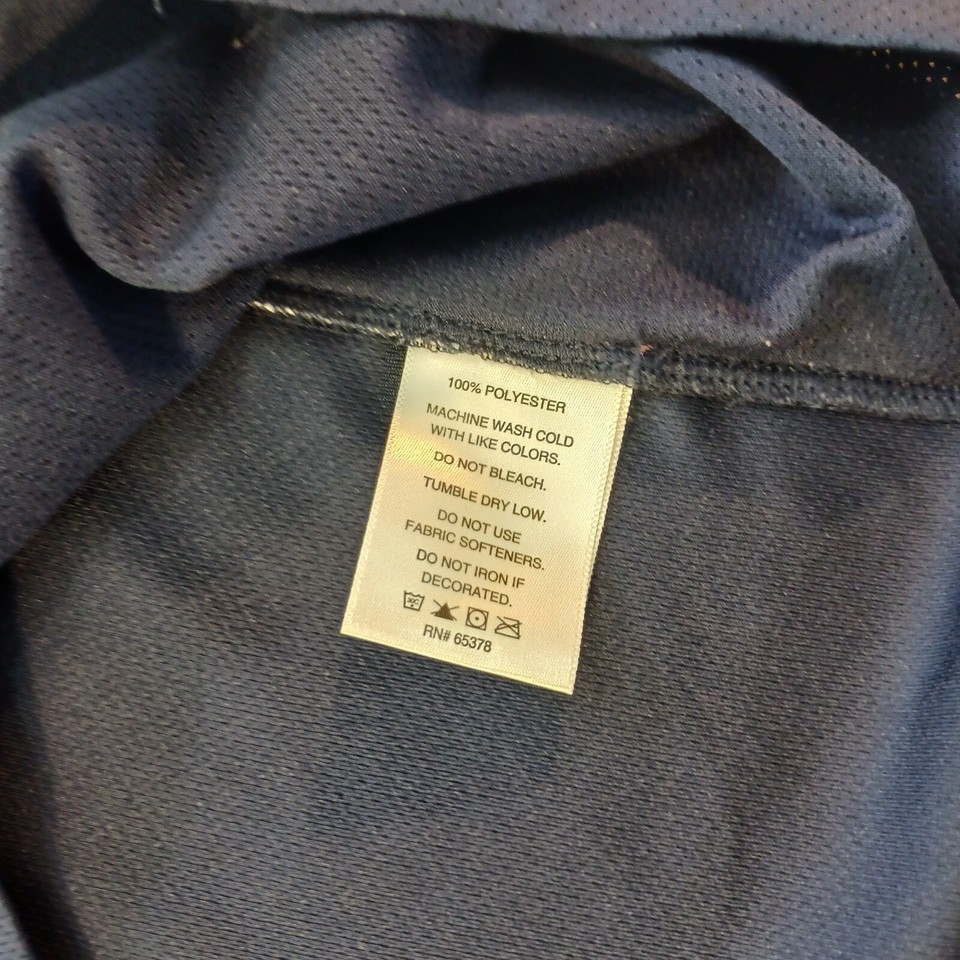 100% POLYESTER
MACHINE WASH COLD
WITH LIKE COLORS.
DO NOT BLEACH.
TUMBLE DRY LOW.
DO NOT USE
FABRIC SOFTENERS.
DO NOT IRON IF
DECORATED.
30C
RN# 65378